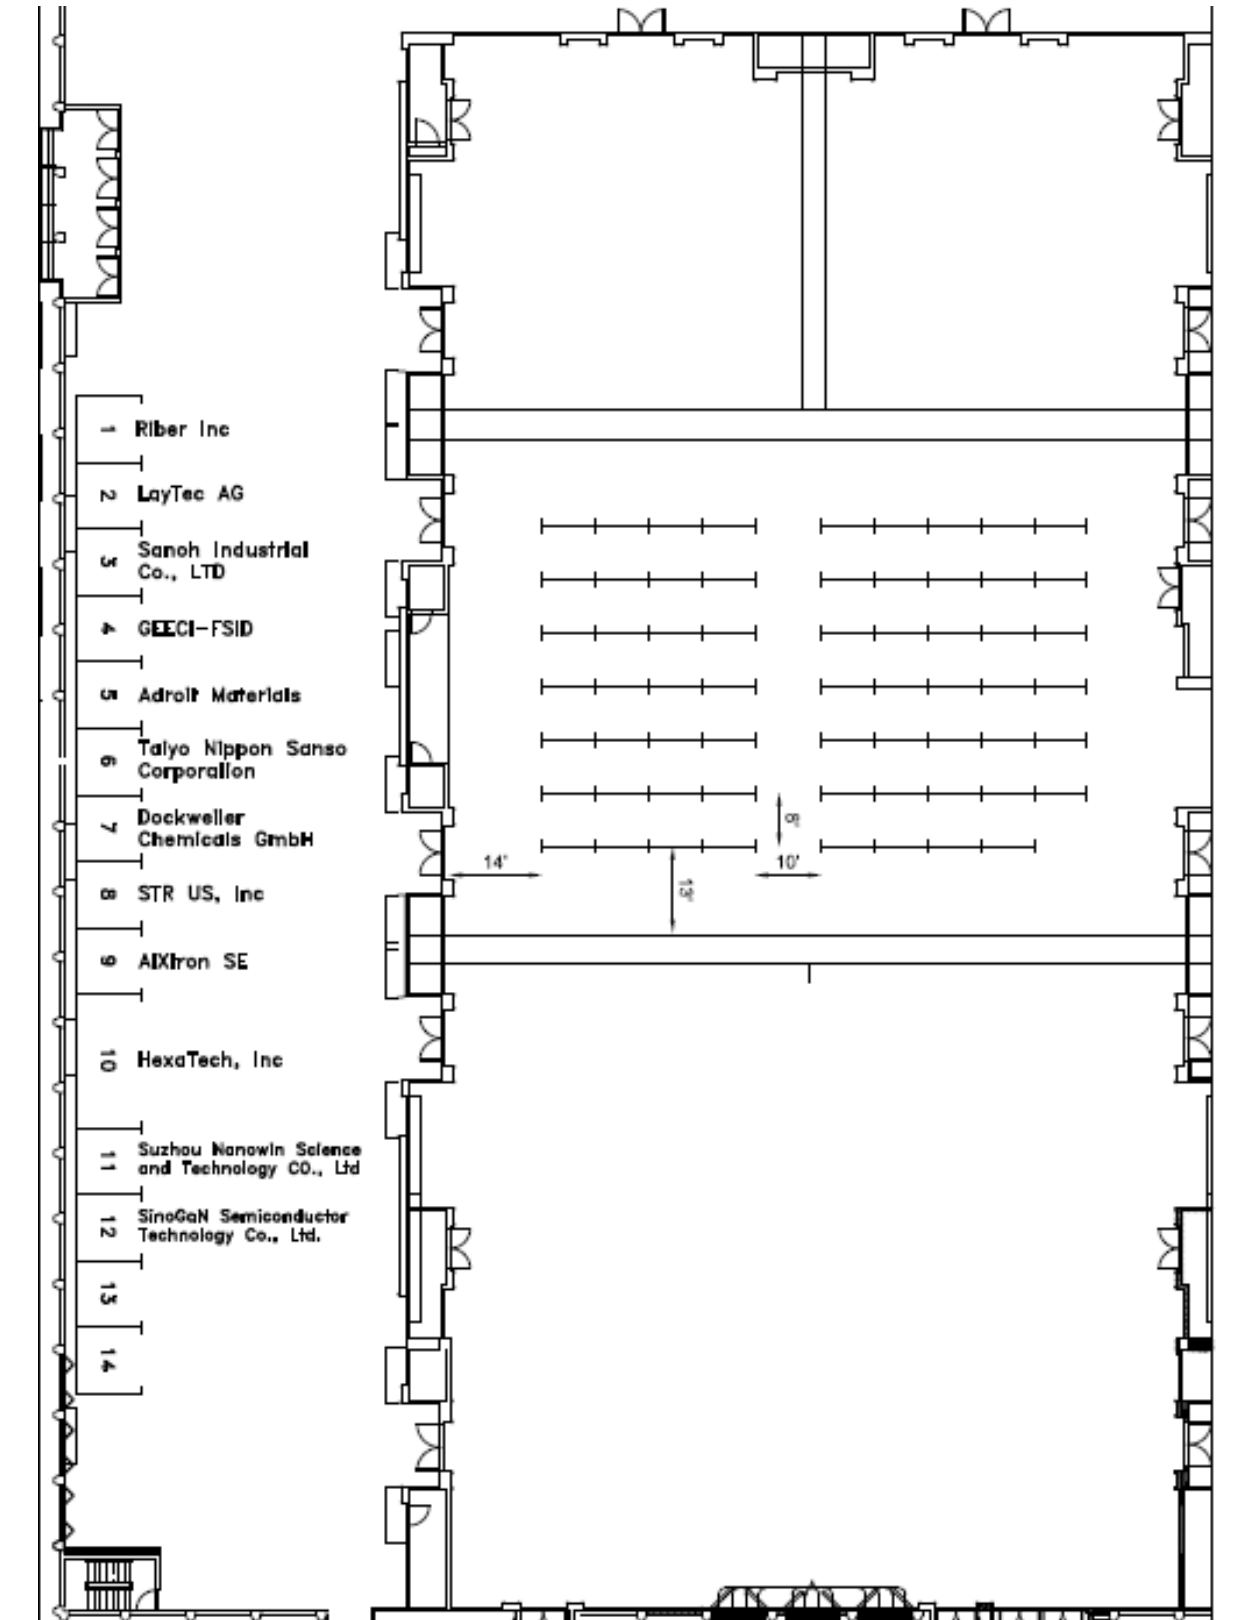 1 Riber Inc
2 LayTec AG
3 Sanoh Industrial
Co., LTD
4 GEECI-FSID
5 Adroit Materials
6 Taiyo Nippon Sanso
Corporation
7 Dockweiler
Chemicals GmbH
8 STR US, Inc
9 AIXtron SE
10 HexaTech, Inc
11 Suzhou Nanowin Science
and Technology CO., Ltd
12 SinoGaN Semiconductor
Technology Co., Ltd.
13
14
8'
14'
10'
13'